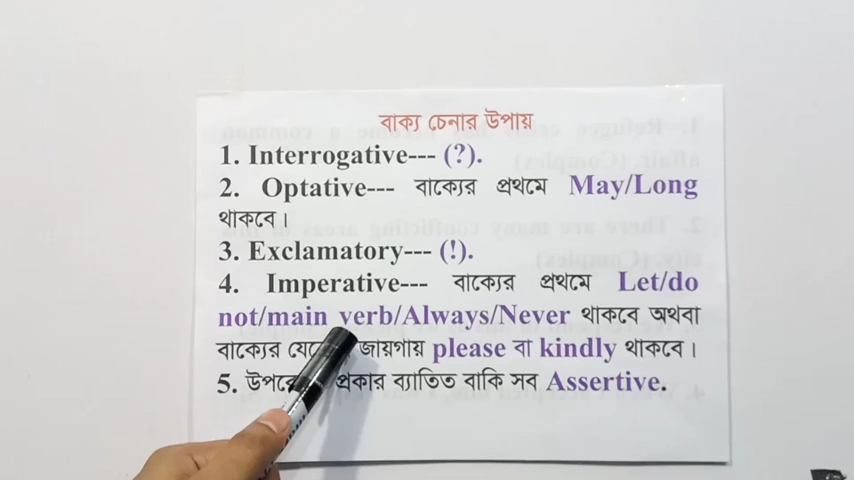 বাক্য চেনার উপায়
1. Interrogative--- (?).
2. Optative--- বাক্যের প্রথমে May/Long
থাকবে।
3. Exclamatory--- (!).
4. Imperative--- বাক্যের প্রথমে Let/do
not/main verb/Always/Never থাকবে অথবা
বাক্যের জায়গায় please বা kindly থাকবে।
5. প্রকার ব্যাতিত বাকি সব Assertive.